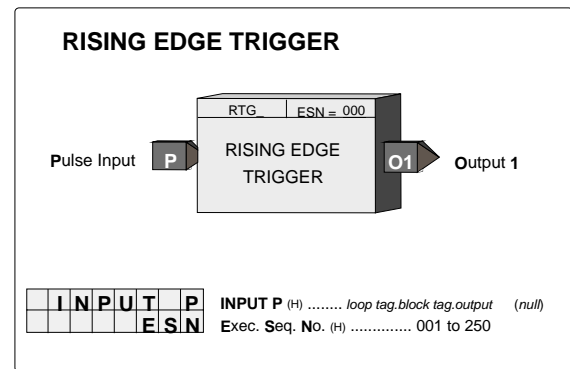 RISING EDGE TRIGGER
RTG_ ESN = 000
Pulse Input P RISING EDGE TRIGGER O1 Output 1
INPUT P INPUT P (H) ........ loop tag.block tag.output (null)
ESN Exec. Seq. No. (H) .............. 001 to 250